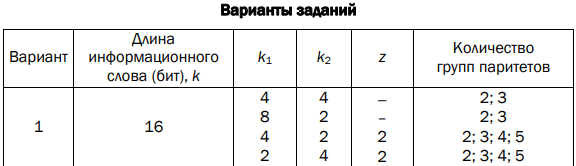 Варианты заданий
Вариант Длина информационного слова (бит), k k1 k2 z Количество групп паритетов
1 16 4 4 — 2; 3
8 2 – 2; 3
4 2 2 2; 3; 4; 5
2 4 2 2; 3; 4; 5